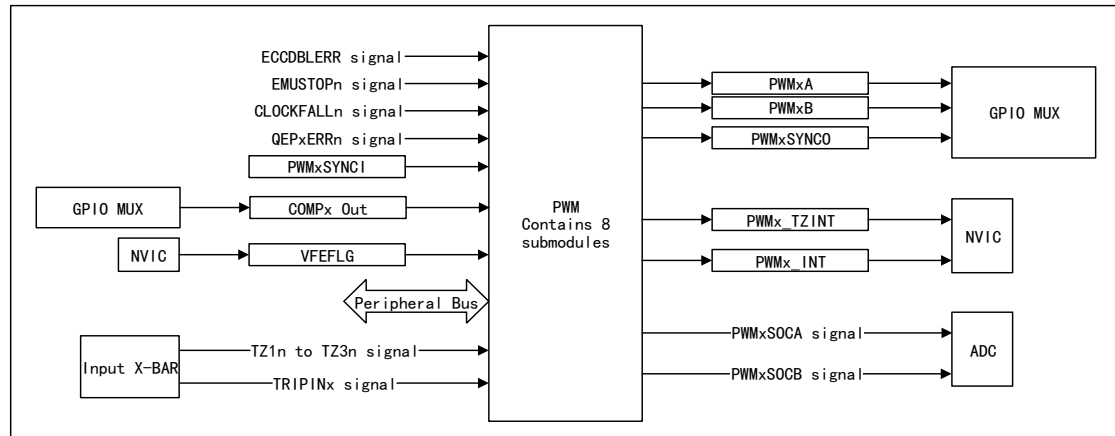 ECCDBLERR signal
EMUSTOPn signal
CLOCKFALLn signal
QEPxERRn signal
PWMxSYNCI
GPIO MUX
COMPx Out
NVIC
VFEFLG
Peripheral Bus
Input X-BAR
TZ1n to TZ3n signal
TRIPINx signal
PWM
Contains 8
submodules
PWMxA
PWMxB
PWMxSYNCO
GPIO MUX
PWMx_TZINT
PWMx_INT
NVIC
PWMxSOCA signal
PWMxSOCB signal
ADC